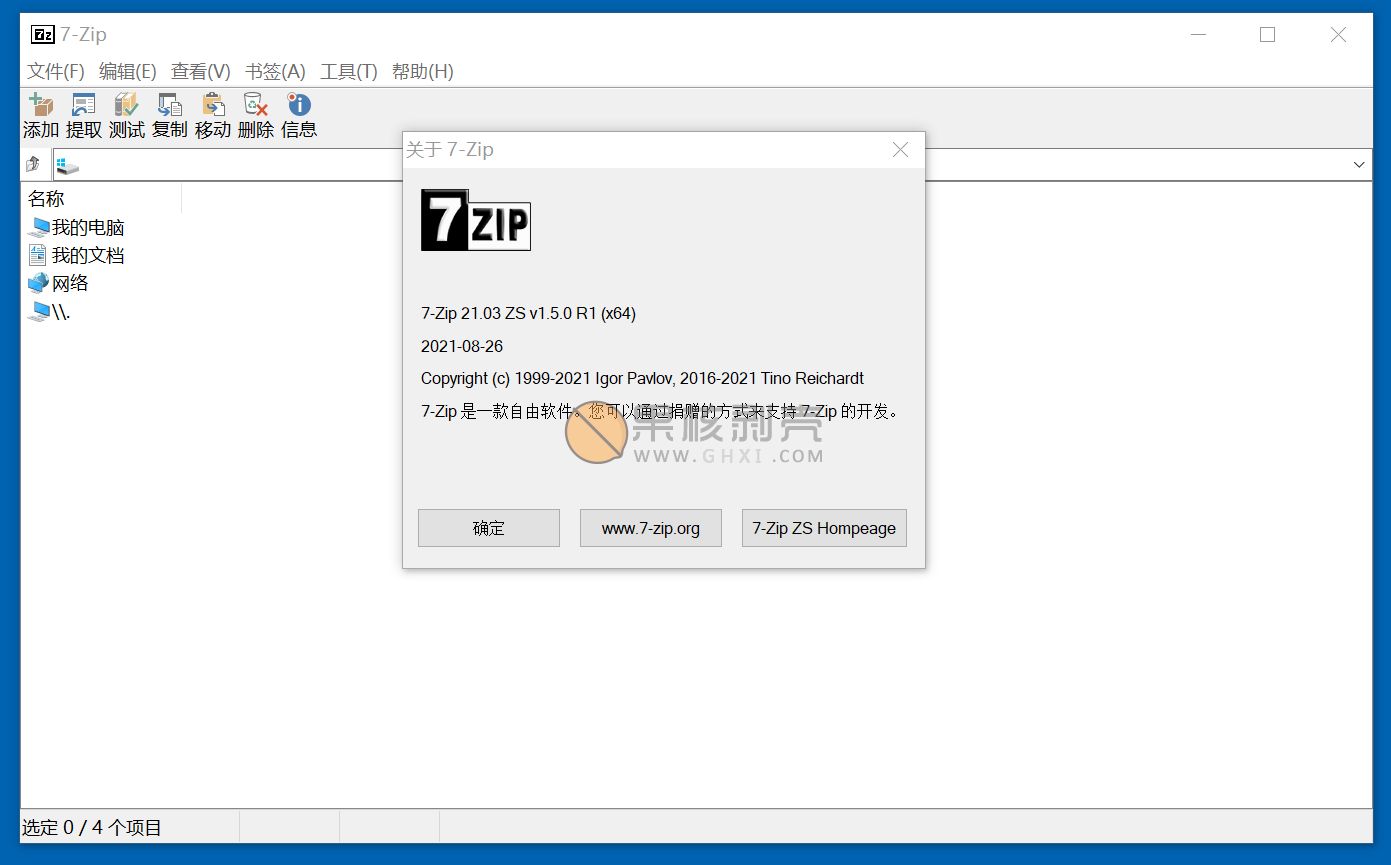 7-Zip
文件(F) 编辑(E) 查看(V) 书签(A) 工具(T) 帮助(H)
添加 提取 测试 复制 移动 删除 信息
名称
我的电脑
我的文档
网络
\\.
关于 7-Zip
7 ZIP
7-Zip 21.03 ZS v1.5.0 R1 (x64)
2021-08-26
Copyright (c) 1999-2021 Igor Pavlov, 2016-2021 Tino Reichardt
7-Zip 是一款自由软件。您可以通过捐赠的方式来支持 7-Zip 的开发。
果核剥壳
WWW.GHXI.COM
确定 www.7-zip.org 7-Zip ZS Hompeage
选定 0 / 4 个项目